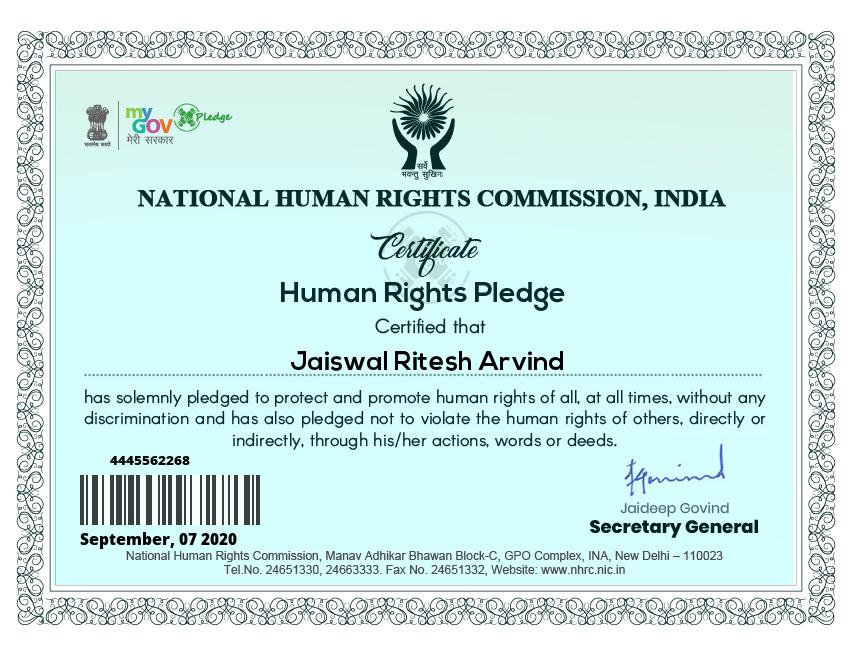 my
GOV
मेरी सरकार
Pledge
सत्यमेव जयते
सर्वे
भवन्तु सुखिनः
NATIONAL HUMAN RIGHTS COMMISSION, INDIA
Certificate
Human Rights Pledge
Certified that
Jaiswal Ritesh Arvind
has solemnly pledged to protect and promote human rights of all, at all times, without any
discrimination and has also pledged not to violate the human rights of others, directly or
indirectly, through his/her actions, words or deeds.
4445562268
September, 07 2020
Jaideep Govind
Secretary General
National Human Rights Commission, Manav Adhikar Bhawan Block-C, GPO Complex, INA, New Delhi – 110023
Tel.No. 24651330, 24663333. Fax No. 24651332, Website: www.nhrc.nic.in